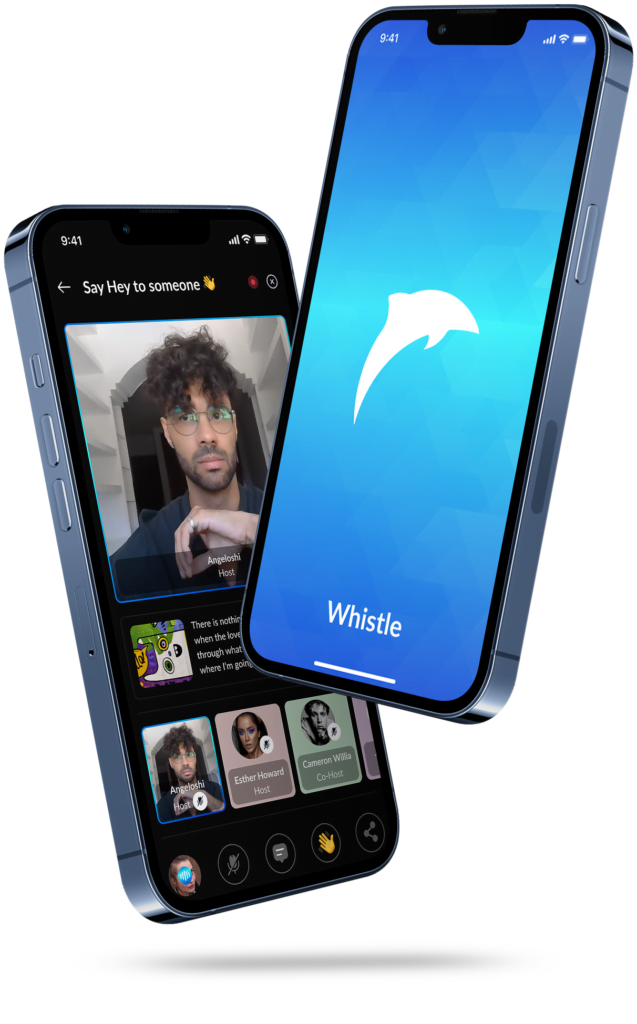 9:41
Say Hey to someone 👋
Angeloshi
Host
There is nothin
when the love
through what
where I'm going
Angeloshi
Host
Esther Howard
Host
Cameron Willia
Co-Host
9:41
Whistle